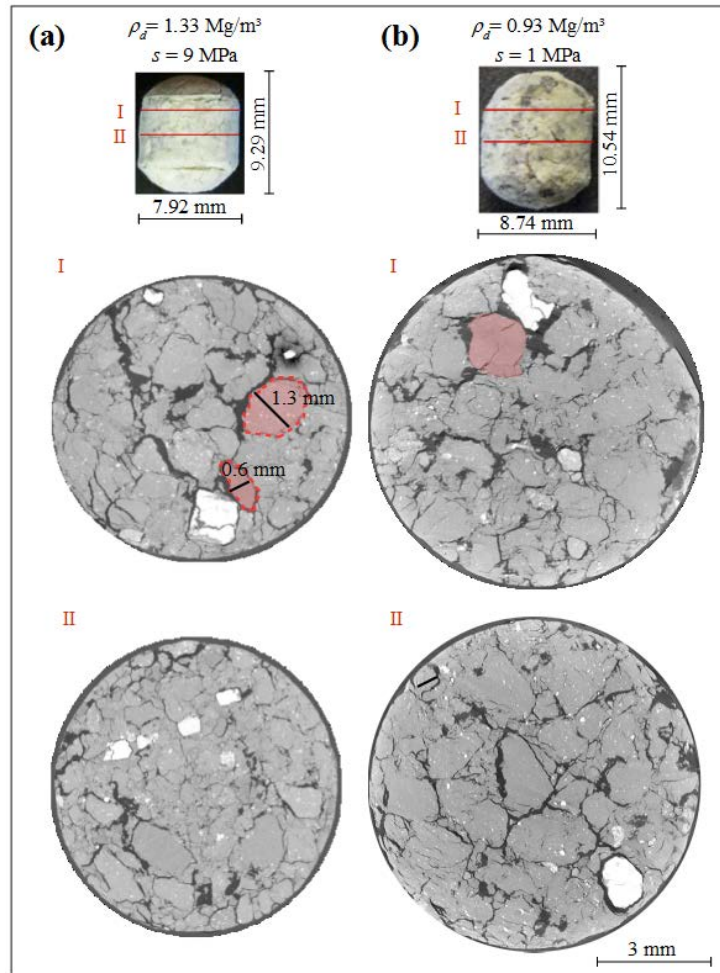 (a)
ρd= 1.33 Mg/m³
s = 9 MPa
I
II
9.29 mm
7.92 mm
I
1.3 mm
0.6 mm
II
(b)
ρd= 0.93 Mg/m³
s = 1 MPa
I
II
10.54 mm
8.74 mm
I
II
3 mm